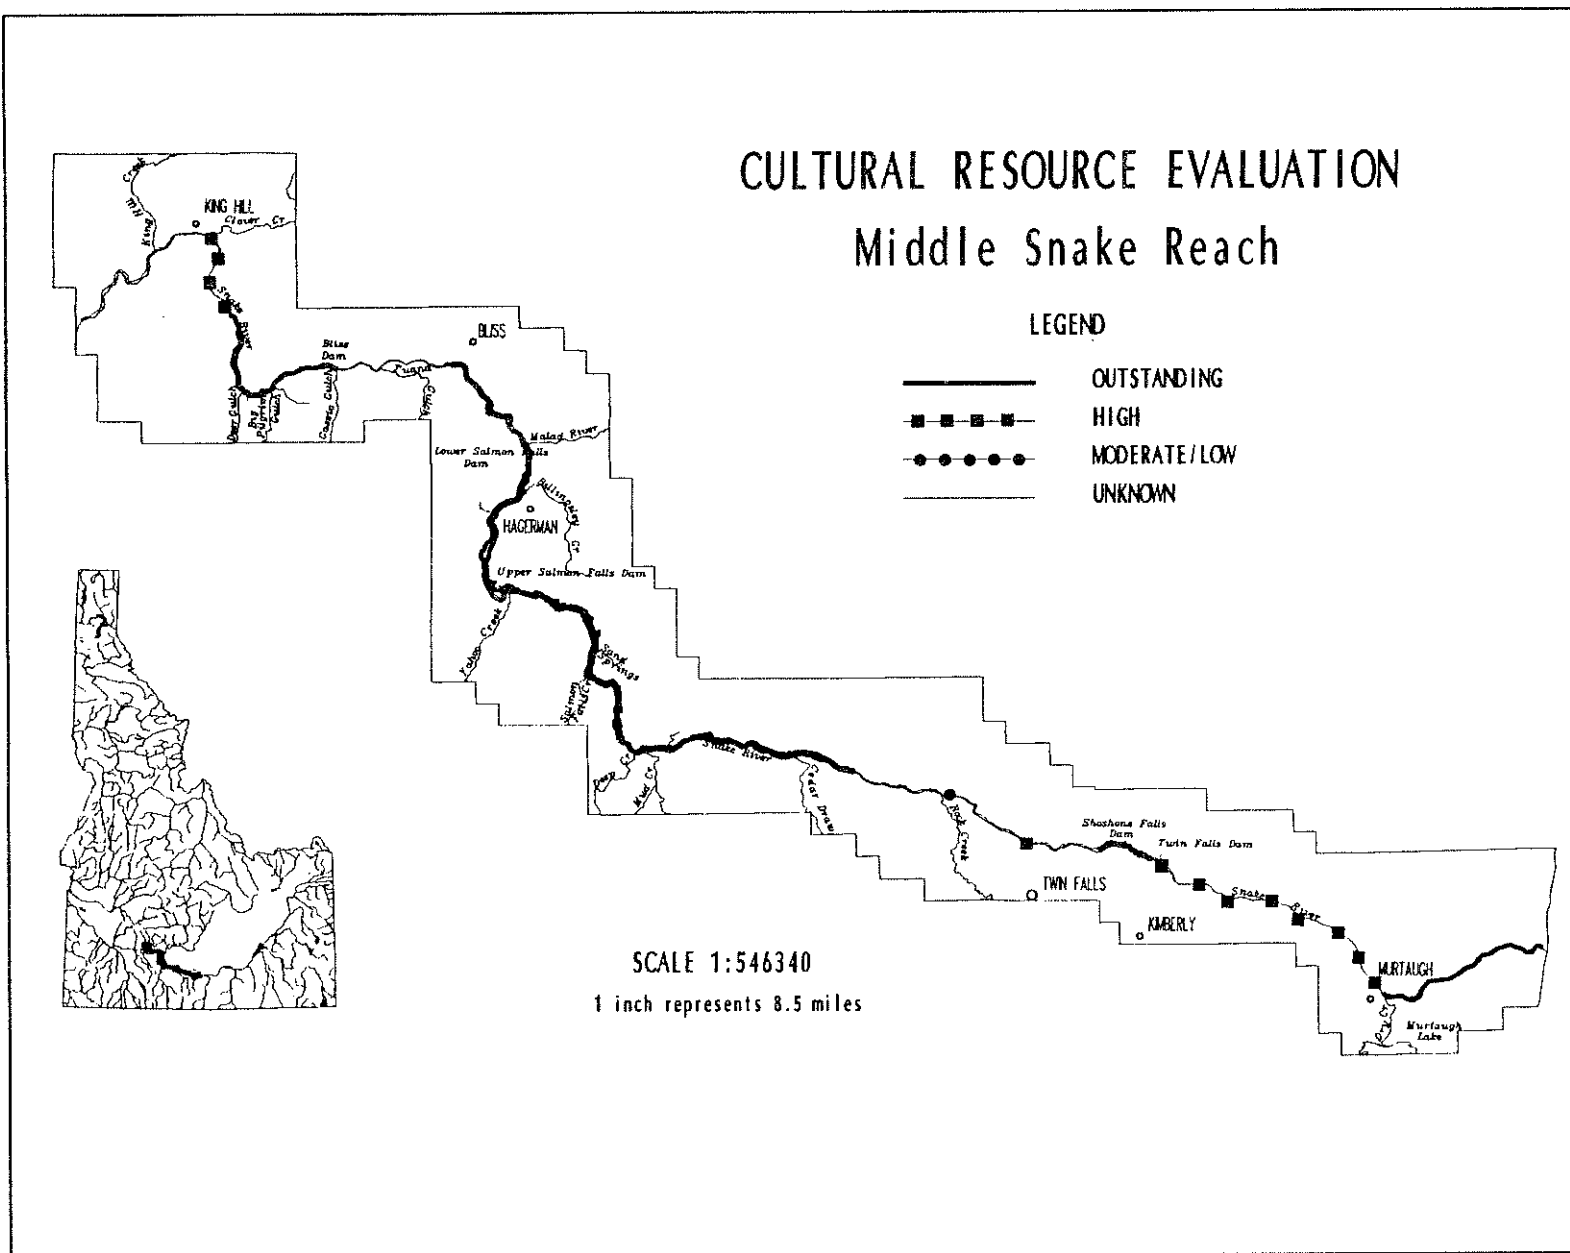 CULTURAL RESOURCE EVALUATION
Middle Snake Reach
LEGEND
OUTSTANDING
HIGH
MODERATE/LOW
UNKNOWN
King Hill Creek
KING HILL
Clover Cr
Snake River
Bliss
Dam
BLISS
Tuana
Gulch
Deer Gulch
Big
Pilgrim
Gulch
Cassia Gulch
Malad River
Lower Salmon Falls
Dam
Billingsley Cr
HAGERMAN
Upper Salmon Falls Dam
Yahoo Creek
Sand
Springs
Salmon
Falls Cr
Snake River
Deep Cr
Mud Cr
Cedar Draw
Rock Creek
Shoshone Falls
Dam
Twin Falls Dam
TWIN FALLS
Snake River
KIMBERLY
MURTAUGH
Dry Cr
Murtaugh
Lake
SCALE 1:546340
1 inch represents 8.5 miles